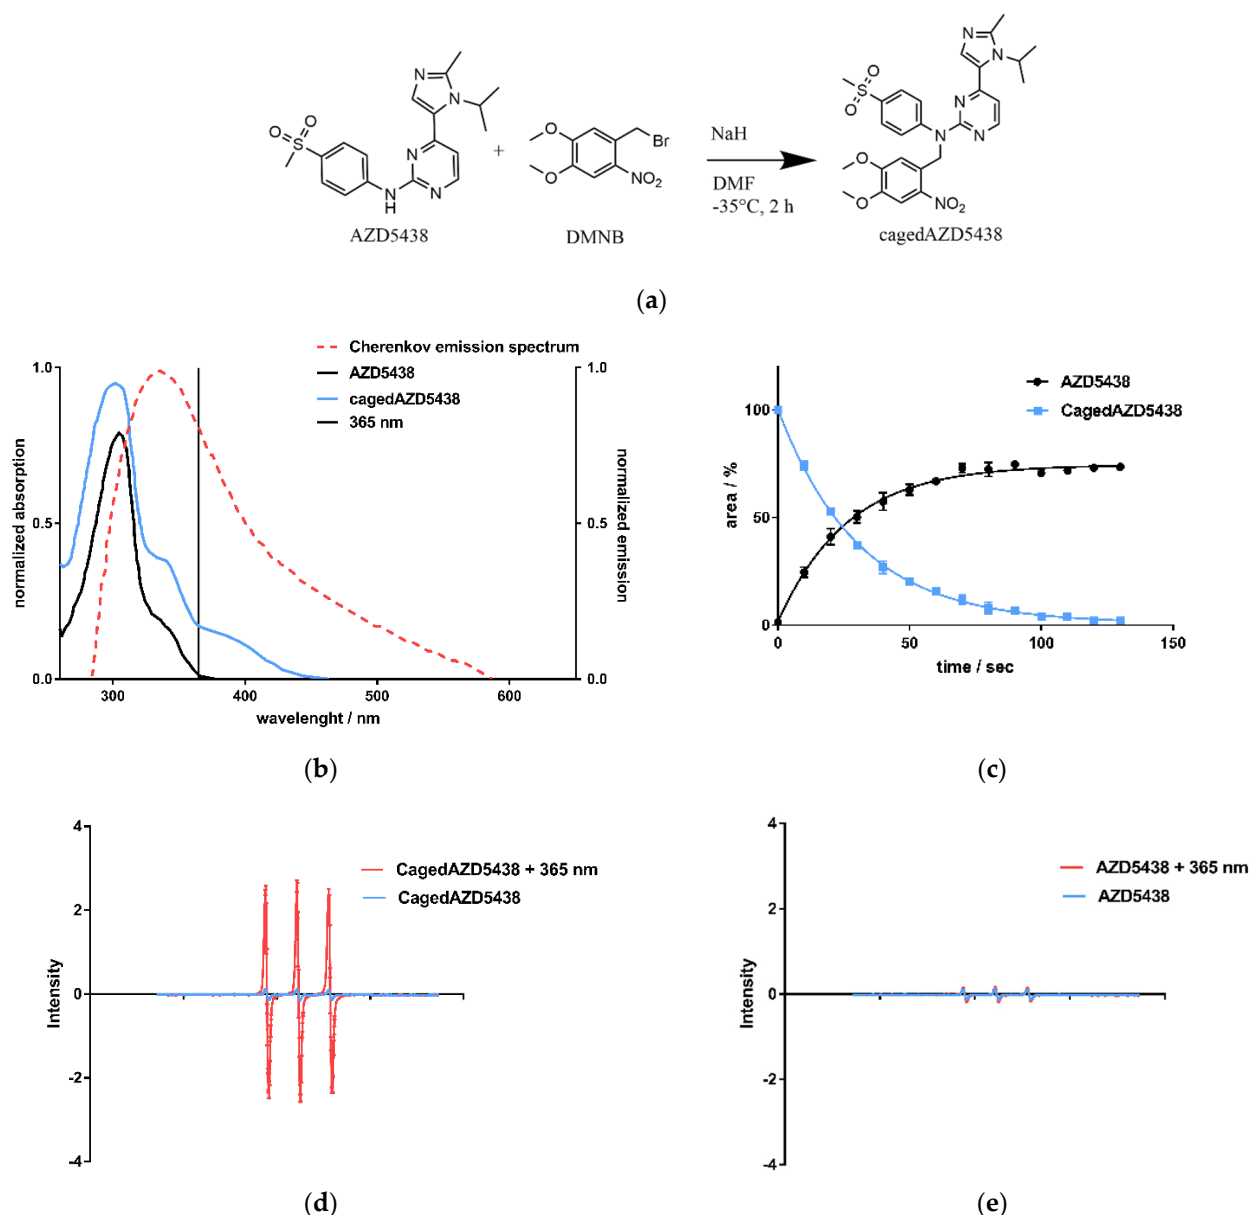 N
N
O
O
S
N
N
N
H
AZD5438
+
O
O
Br
NO₂
DMNB
NaH
DMF
-35°C, 2 h
N
N
O
O
S
N
N
N
O
O
NO₂
cagedAZD5438
(a)
Cherenkov emission spectrum
AZD5438
cagedAZD5438
365 nm
1.0
0.5
0.0
normalized absorption
1.0
0.5
0.0
normalized emission
300
400
500
600
wavelenght / nm
(b)
AZD5438
CagedAZD5438
100
50
0
area / %
0
50
100
150
time / sec
(c)
4
2
0
-2
-4
Intensity
CagedAZD5438 + 365 nm
CagedAZD5438
(d)
4
2
0
-2
-4
Intensity
AZD5438 + 365 nm
AZD5438
(e)